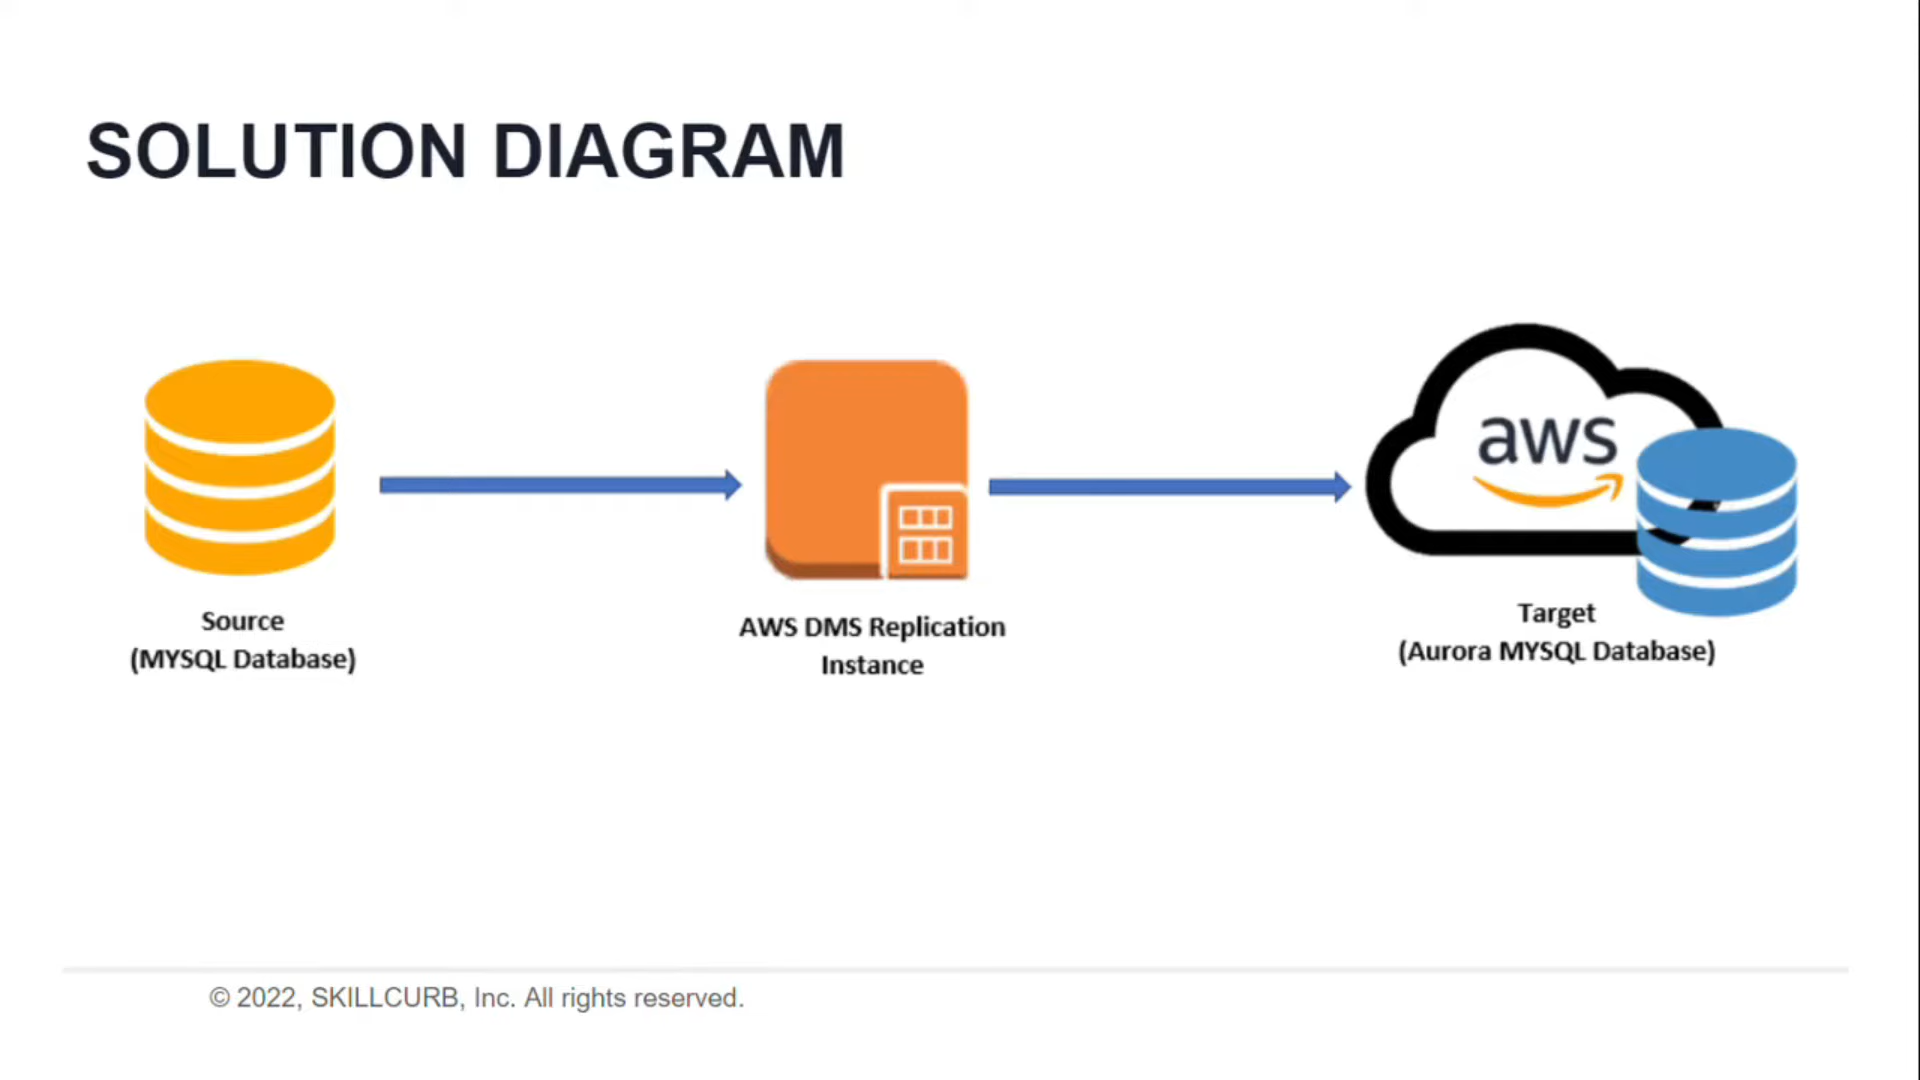 SOLUTION DIAGRAM
aws
Source
(MYSQL Database)
AWS DMS Replication
Instance
Target
(Aurora MYSQL Database)
© 2022, SKILLCURB, Inc. All rights reserved.